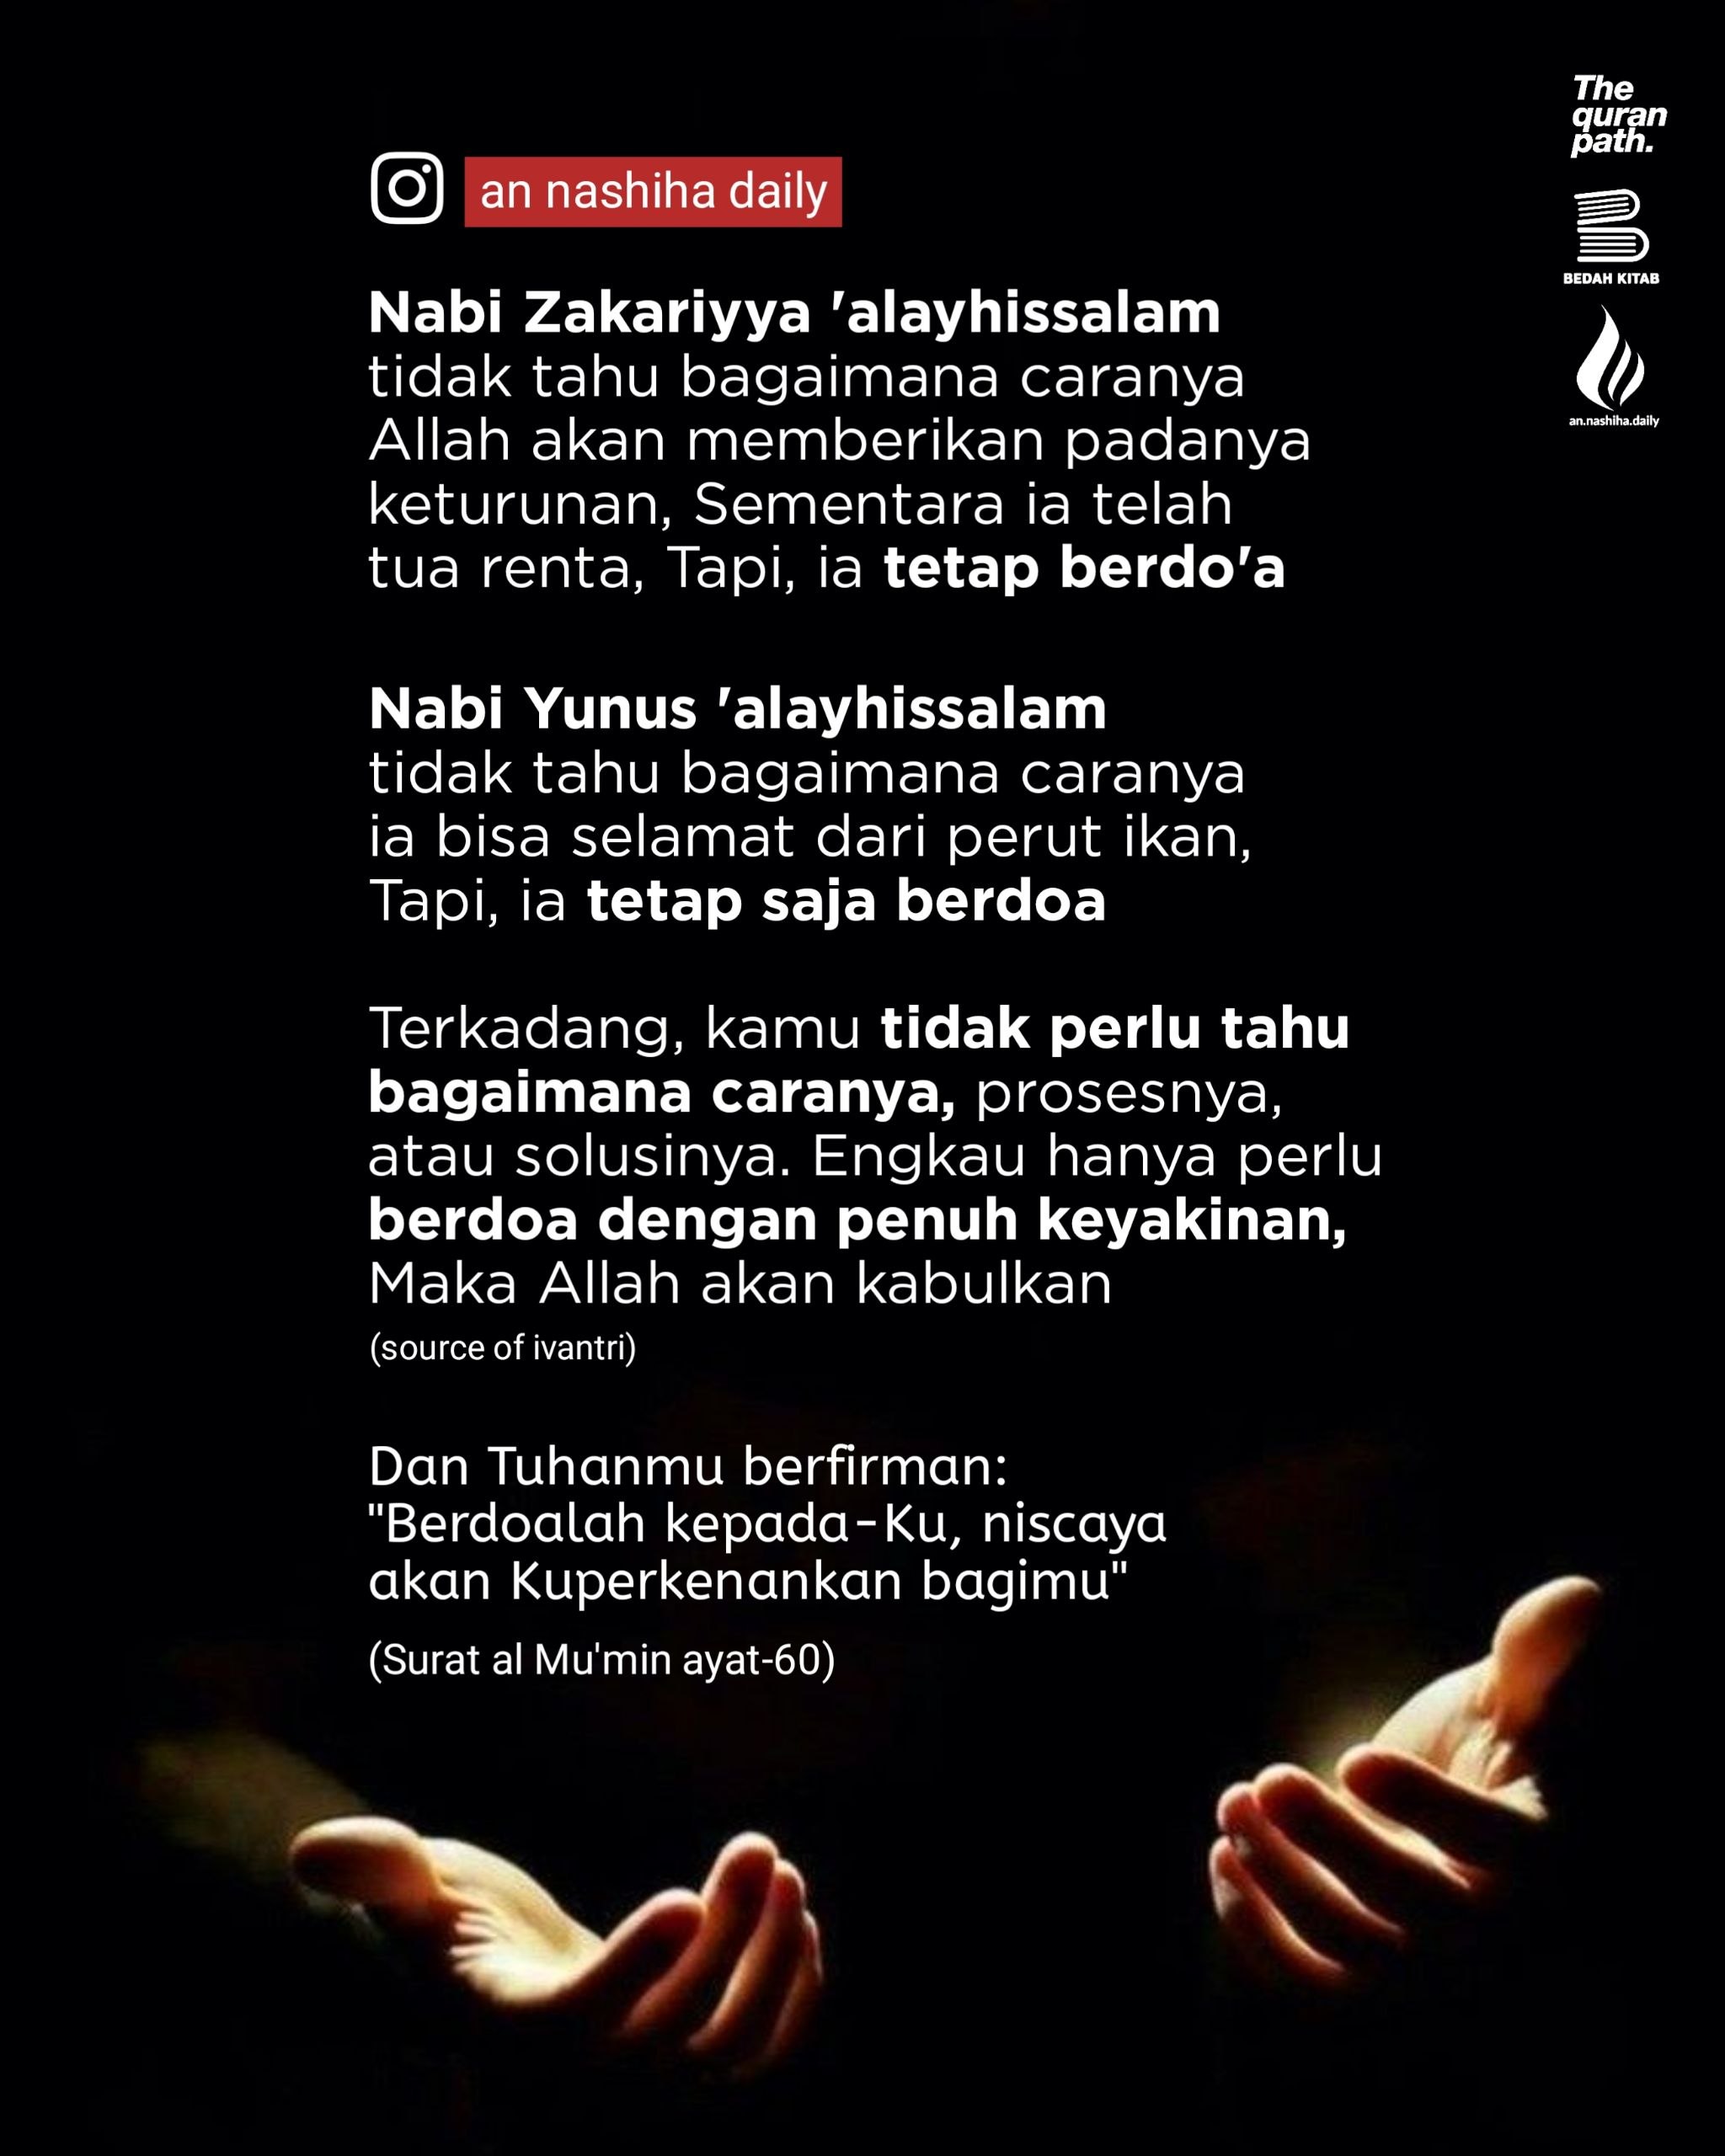 The
quran
path.
BEDAH KITAB
an.nashiha.daily
an nashiha daily
Nabi Zakariyya 'alayhissalam
tidak tahu bagaimana caranya
Allah akan memberikan padanya
keturunan, Sementara ia telah
tua renta, Tapi, ia tetap berdo'a
Nabi Yunus 'alayhissalam
tidak tahu bagaimana caranya
ia bisa selamat dari perut ikan,
Tapi, ia tetap saja berdoa
Terkadang, kamu tidak perlu tahu
bagaimana caranya, prosesnya,
atau solusinya. Engkau hanya perlu
berdoa dengan penuh keyakinan,
Maka Allah akan kabulkan
(source of ivantri)
Dan Tuhanmu berfirman:
"Berdoalah kepada-Ku, niscaya
akan Kuperkenankan bagimu"
(Surat al Mu'min ayat-60)